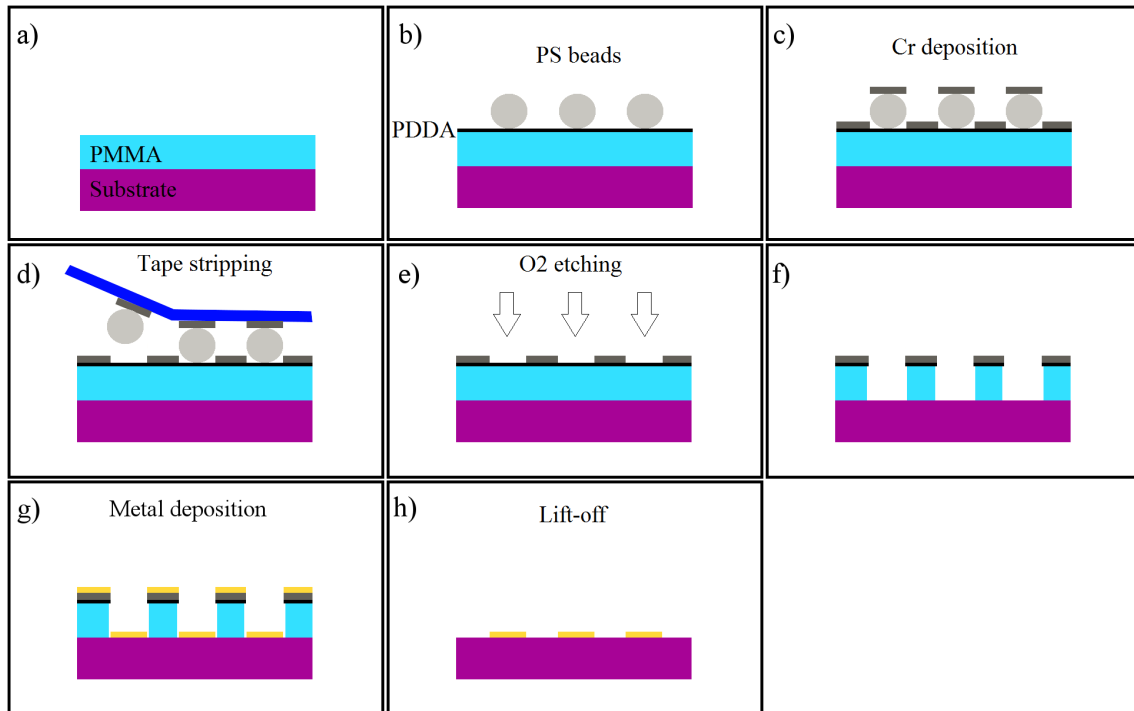 a)
PMMA
Substrate
b)
PS beads
PDDA
c)
Cr deposition
d)
Tape stripping
e)
O2 etching
f)
g)
Metal deposition
h)
Lift-off